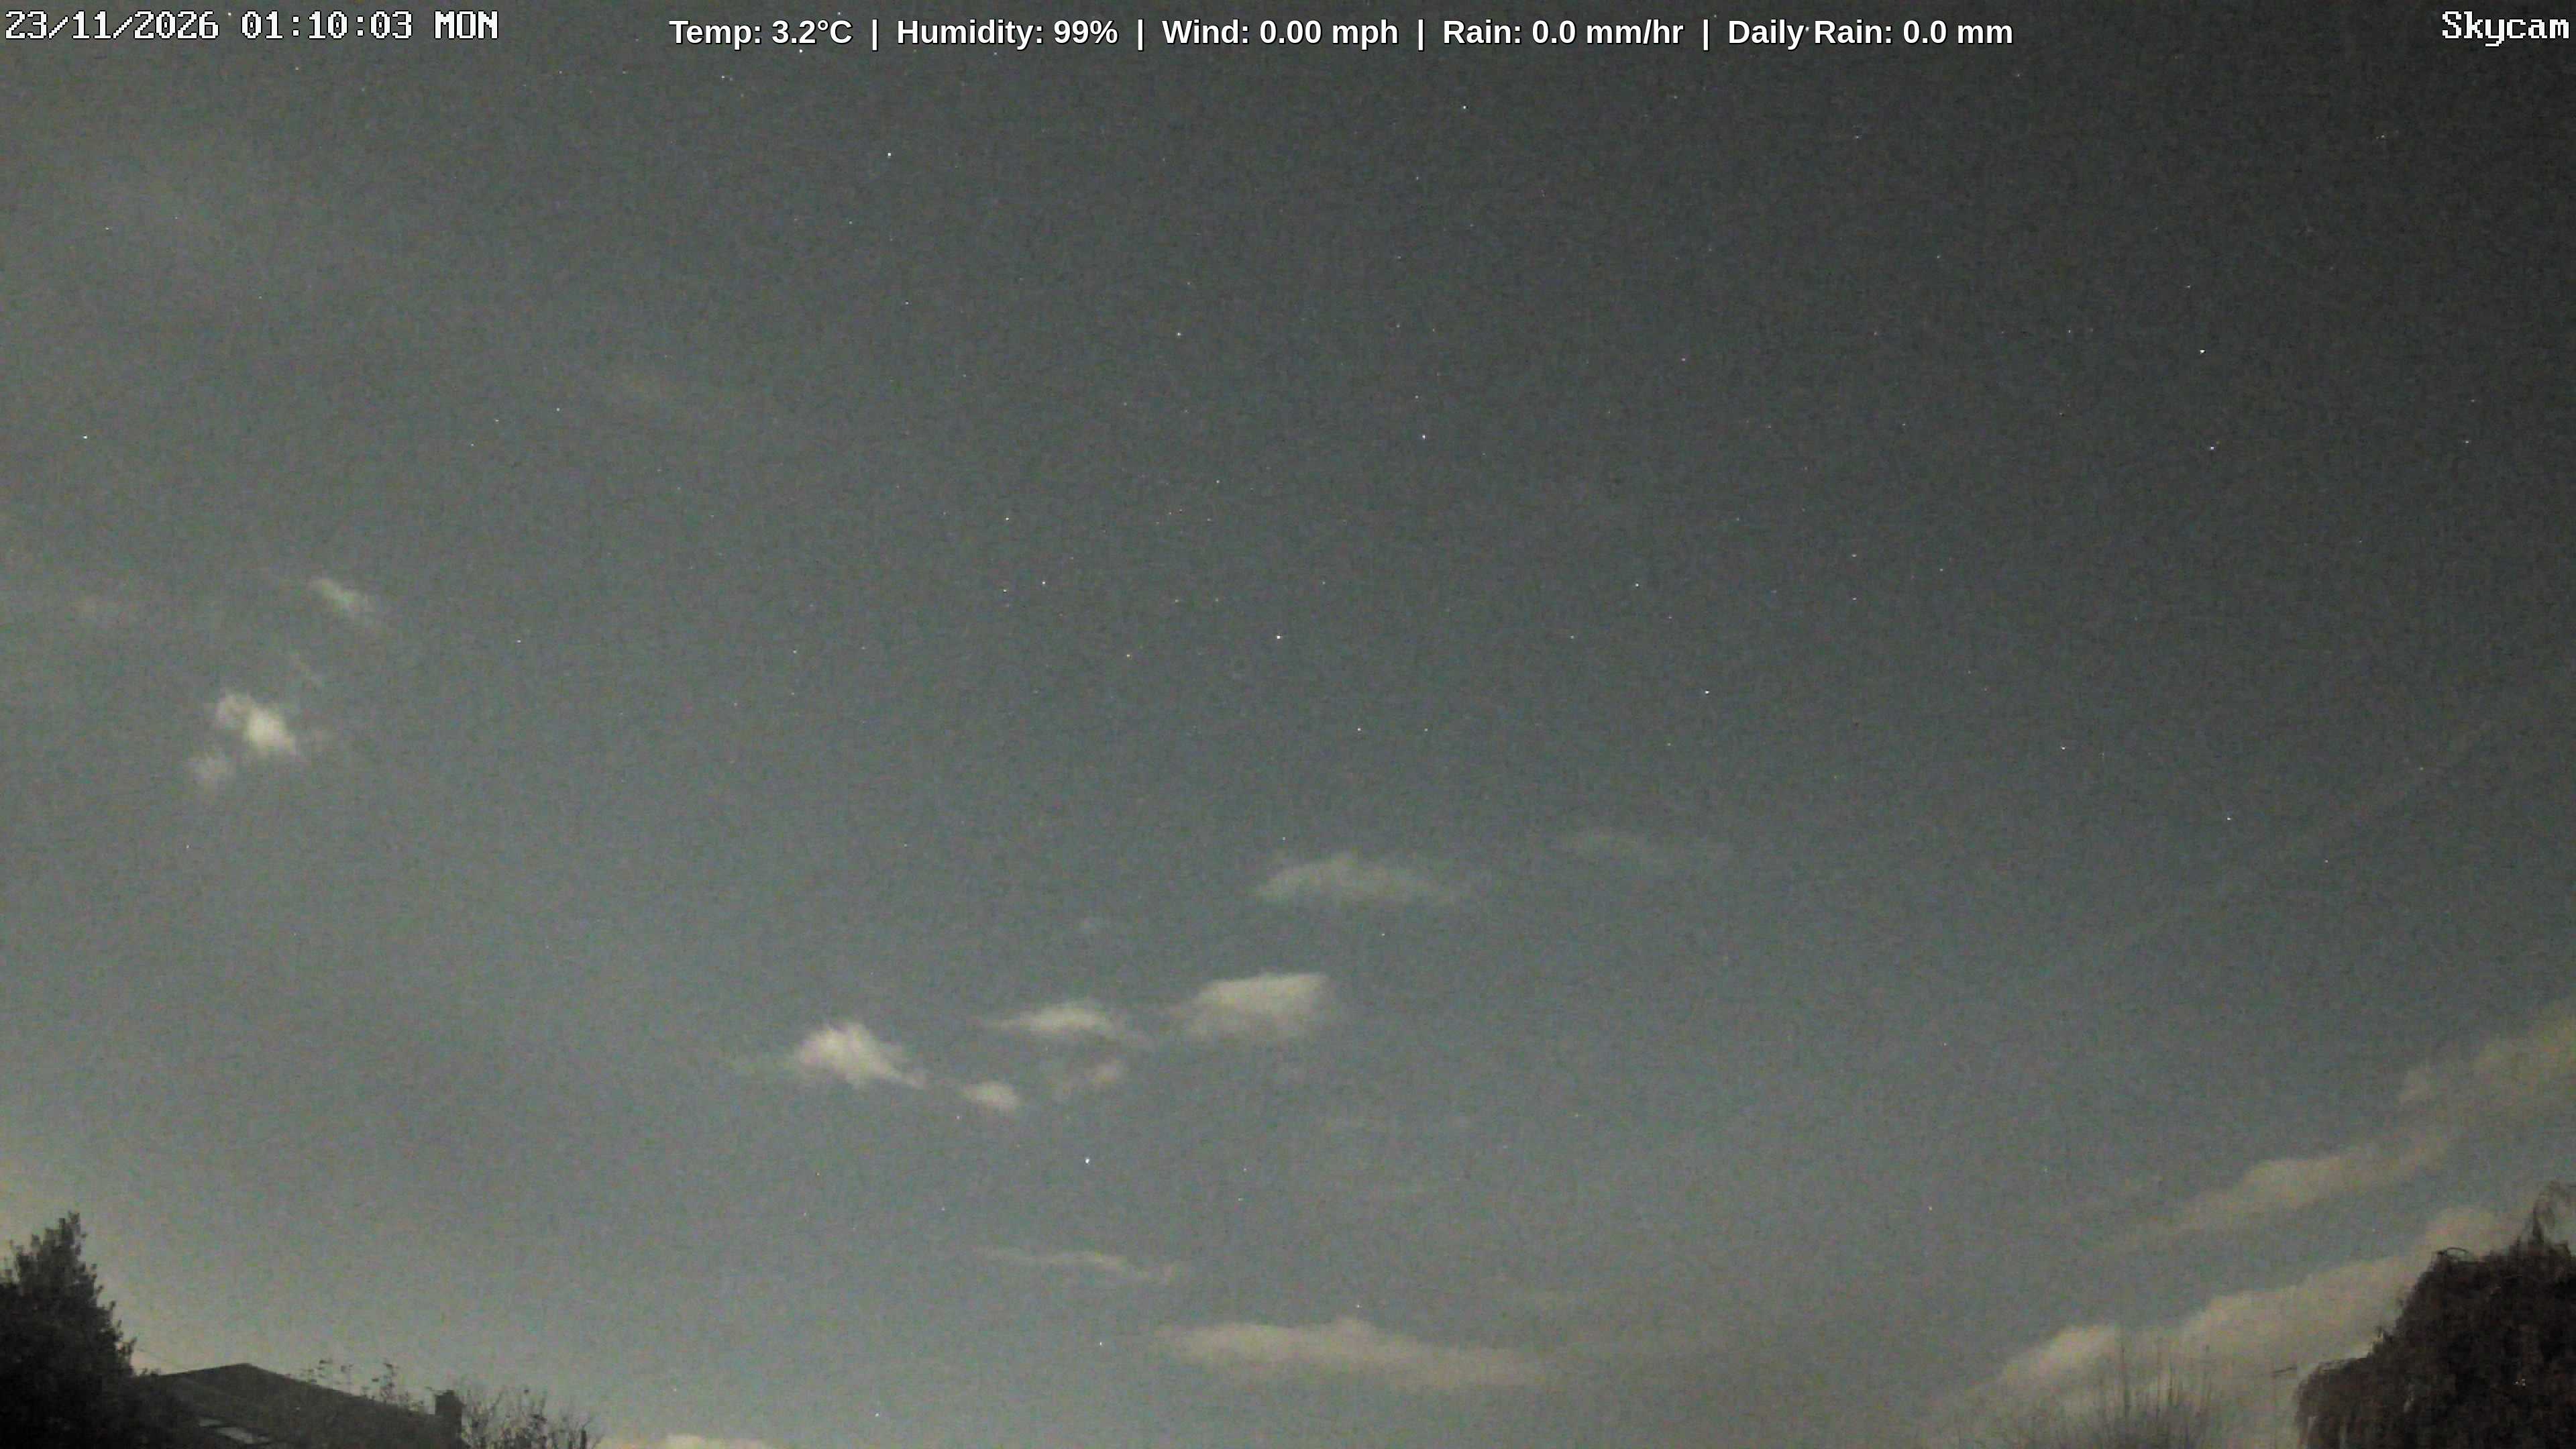 23/11/2026 01:10:03 MON
Temp: 3.2°C | Humidity: 99% | Wind: 0.00 mph | Rain: 0.0 mm/hr | Daily Rain: 0.0 mm
Skycam